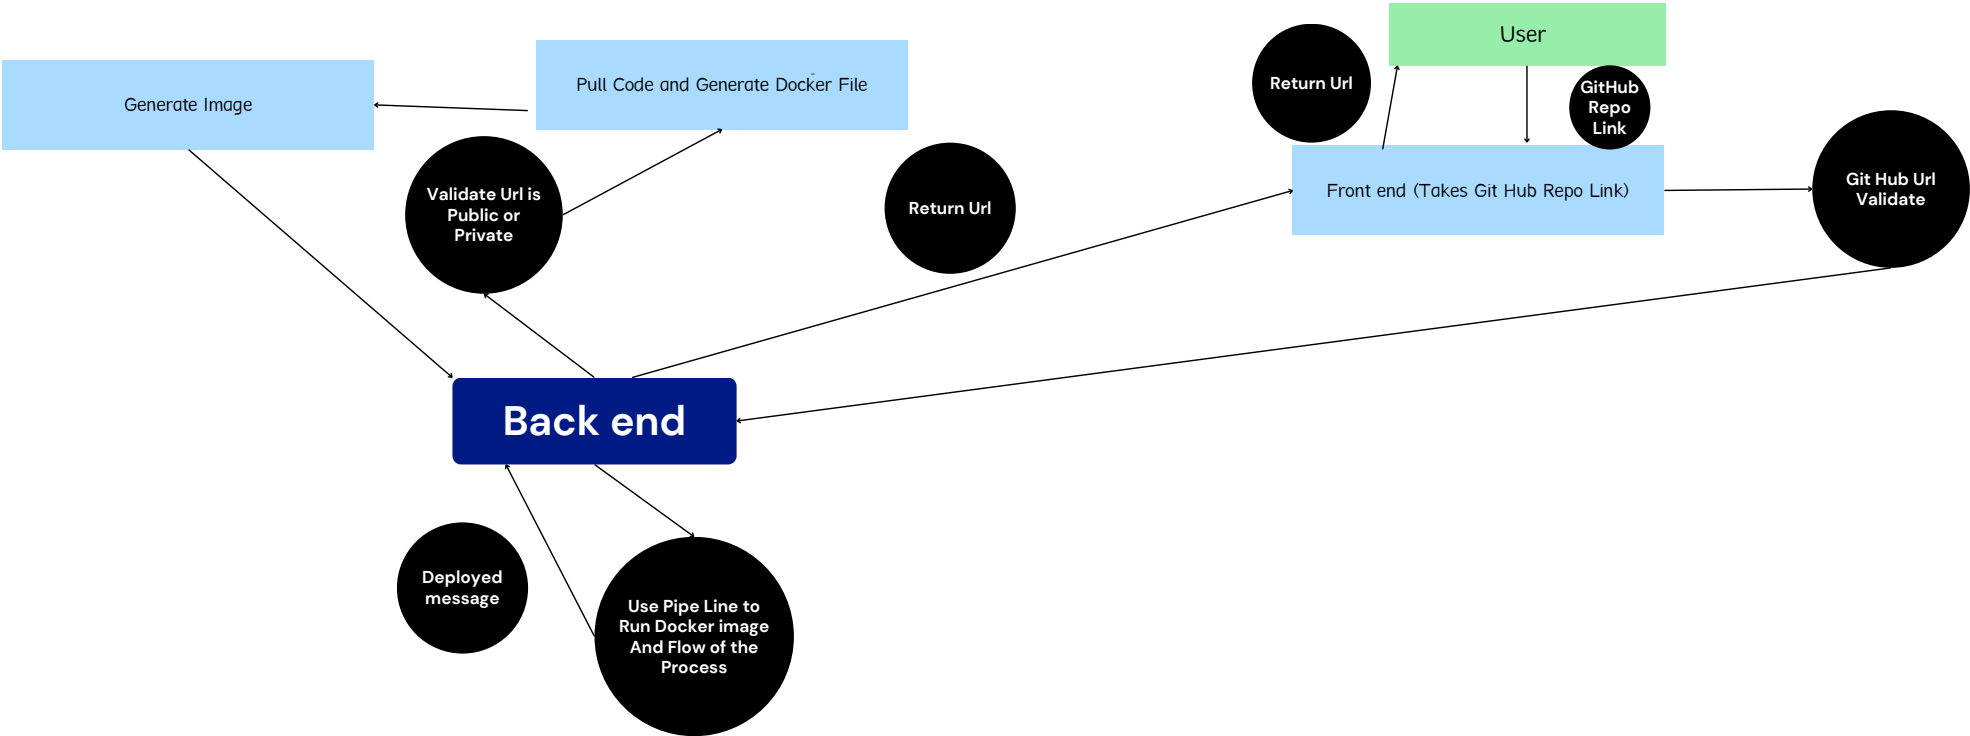 User
Return Url
GitHub
Repo
Link
Pull Code and Generate Docker File
Generate Image
Front end (Takes Git Hub Repo Link)
Git Hub Url
Validate
Validate Url is
Public or
Private
Return Url
Back end
Deployed
message
Use Pipe Line to
Run Docker image
And Flow of the
Process